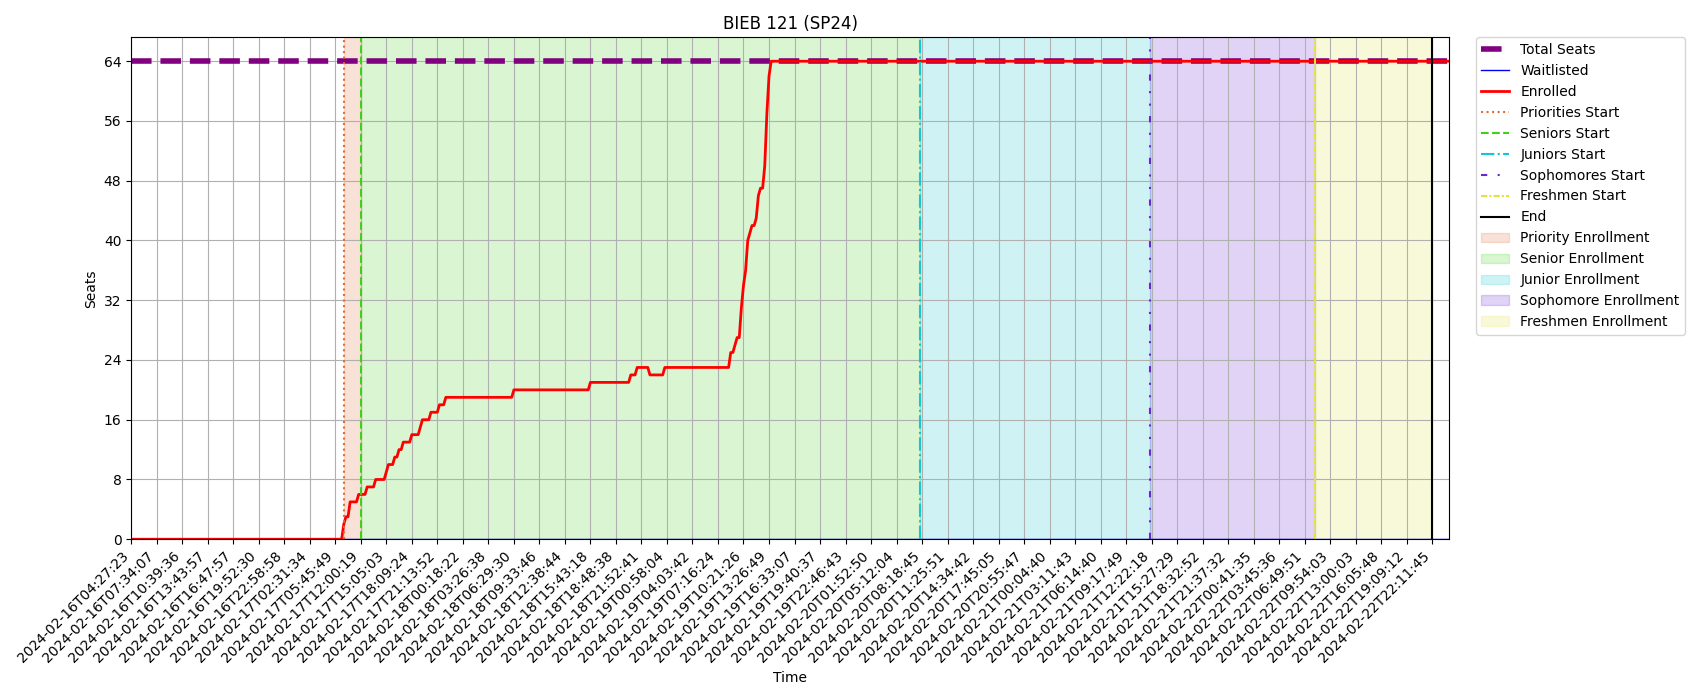 BIEB 121 (SP24)
Seats
64
56
48
40
32
24
16
8
0
2024-02-16T04:27:23
2024-02-16T07:34:07
2024-02-16T10:39:36
2024-02-16T13:43:57
2024-02-16T16:47:57
2024-02-16T19:52:30
2024-02-16T22:58:58
2024-02-17T02:31:34
2024-02-17T05:45:49
2024-02-17T12:00:19
2024-02-17T15:05:03
2024-02-17T18:09:24
2024-02-17T21:13:52
2024-02-18T00:18:22
2024-02-18T03:26:38
2024-02-18T06:29:30
2024-02-18T09:33:46
2024-02-18T12:38:44
2024-02-18T15:43:18
2024-02-18T18:48:38
2024-02-18T21:52:41
2024-02-19T00:58:04
2024-02-19T04:03:42
2024-02-19T07:16:24
2024-02-19T10:21:26
2024-02-19T13:26:49
2024-02-19T16:33:07
2024-02-19T19:40:37
2024-02-19T22:46:43
2024-02-20T01:52:50
2024-02-20T05:12:04
2024-02-20T08:18:45
2024-02-20T11:25:51
2024-02-20T14:34:42
2024-02-20T17:45:05
2024-02-20T20:55:47
2024-02-21T00:04:40
2024-02-21T03:11:43
2024-02-21T06:14:40
2024-02-21T09:17:49
2024-02-21T12:22:18
2024-02-21T15:27:29
2024-02-21T18:32:52
2024-02-21T21:37:32
2024-02-22T00:41:35
2024-02-22T03:45:36
2024-02-22T06:49:51
2024-02-22T09:54:03
2024-02-22T13:00:03
2024-02-22T16:05:48
2024-02-22T19:09:12
2024-02-22T22:11:45
Time
Total Seats
Waitlisted
Enrolled
Priorities Start
Seniors Start
Juniors Start
Sophomores Start
Freshmen Start
End
Priority Enrollment
Senior Enrollment
Junior Enrollment
Sophomore Enrollment
Freshmen Enrollment